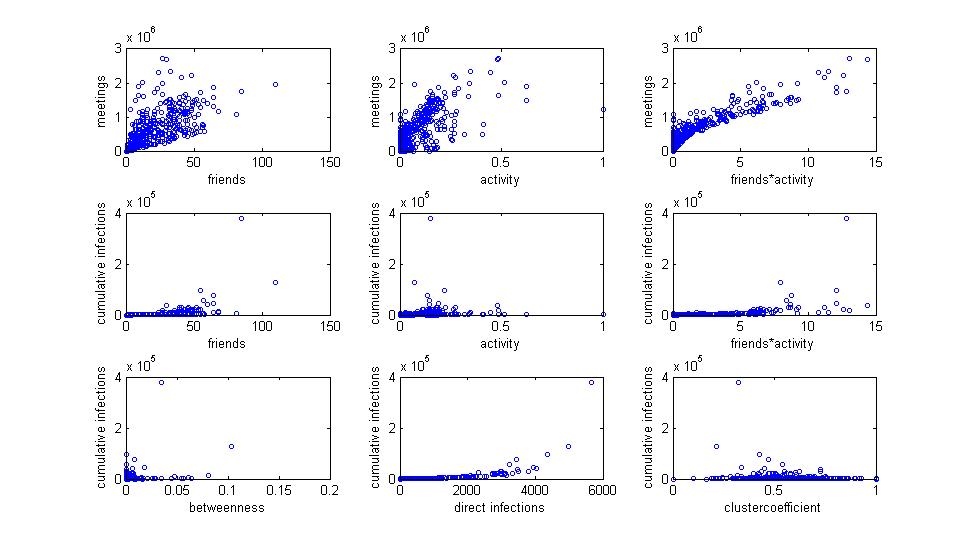 x 10^6
3
2
1
0
meetings
0 50 100 150
friends
x 10^6
3
2
1
0
meetings
0 0.5 1
activity
x 10^6
3
2
1
0
meetings
0 5 10 15
friends*activity
x 10^5
4
2
0
cumulative infections
0 50 100 150
friends
x 10^5
4
2
0
cumulative infections
0 0.5 1
activity
x 10^5
4
2
0
cumulative infections
0 5 10 15
friends*activity
x 10^5
4
2
0
cumulative infections
0 0.05 0.1 0.15 0.2
betweenness
x 10^5
4
2
0
cumulative infections
0 2000 4000 6000
direct infections
x 10^5
4
2
0
cumulative infections
0 0.5 1
clustercoefficient